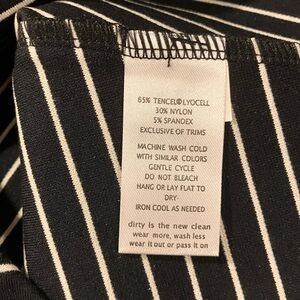 65% TENCEL® LYOCELL
30% NYLON
5% SPANDEX
EXCLUSIVE OF TRIMS
MACHINE WASH COLD
WITH SIMILAR COLORS
GENTLE CYCLE
DO NOT BLEACH
HANG OR LAY FLAT TO
DRY
IRON COOL AS NEEDED
dirty is the new clean
wear more, wash less
wear it out or pass it on